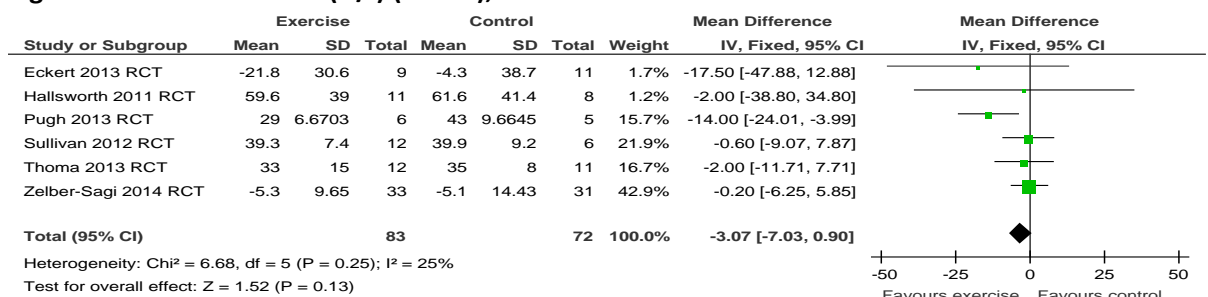 Exercise Control Mean Difference Mean Difference
Study or Subgroup Mean SD Total Mean SD Total Weight IV, Fixed, 95% CI IV, Fixed, 95% CI
Eckert 2013 RCT -21.8 30.6 9 -4.3 38.7 11 1.7% -17.50 [-47.88, 12.88]
Hallsworth 2011 RCT 59.6 39 11 61.6 41.4 8 1.2% -2.00 [-38.80, 34.80]
Pugh 2013 RCT 29 6.6703 6 43 9.6645 5 15.7% -14.00 [-24.01, -3.99]
Sullivan 2012 RCT 39.3 7.4 12 39.9 9.2 6 21.9% -0.60 [-9.07, 7.87]
Thoma 2013 RCT 33 15 12 35 8 11 16.7% -2.00 [-11.71, 7.71]
Zelber-Sagi 2014 RCT -5.3 9.65 33 -5.1 14.43 31 42.9% -0.20 [-6.25, 5.85]
Total (95% CI) 83 72 100.0% -3.07 [-7.03, 0.90]
Heterogeneity: Chi² = 6.68, df = 5 (P = 0.25); I² = 25%
Test for overall effect: Z = 1.52 (P = 0.13)
-50 -25 0 25 50
Favours exercise Favours control